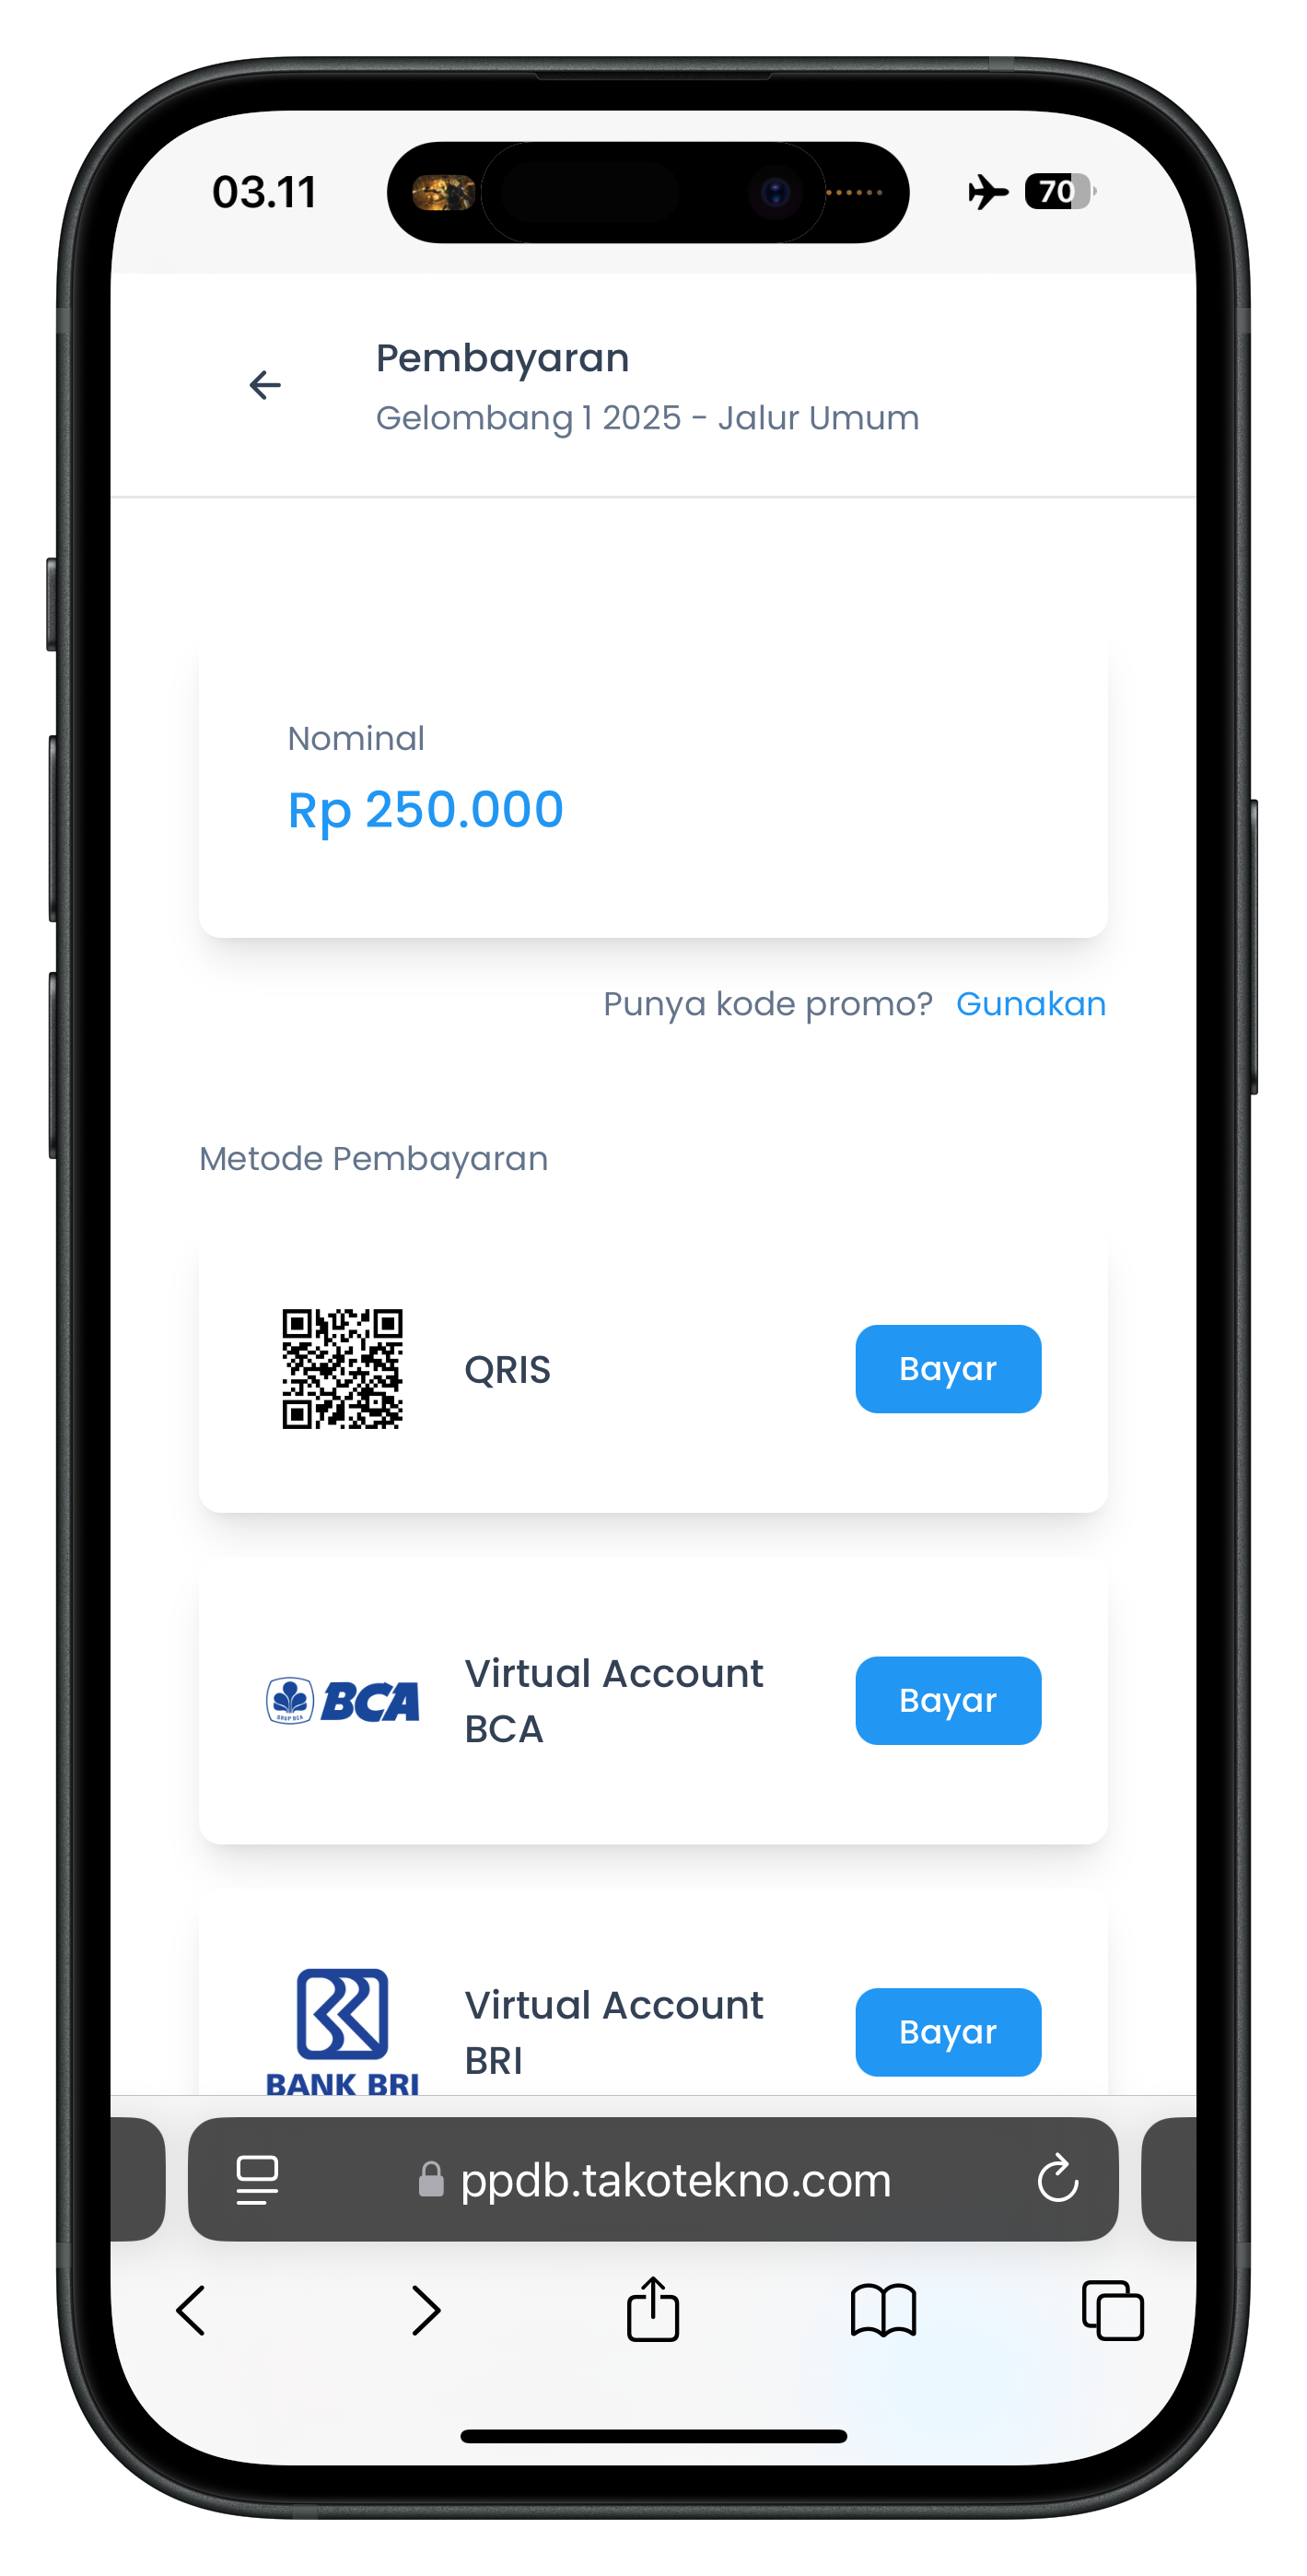 03.11
70
Pembayaran
Gelombang 1 2025 - Jalur Umum
Nominal
Rp 250.000
Punya kode promo? Gunakan
Metode Pembayaran
QRIS
Bayar
BCA
Virtual Account
BCA
Bayar
BANK BRI
Virtual Account
BRI
Bayar
ppdb.takotekno.com